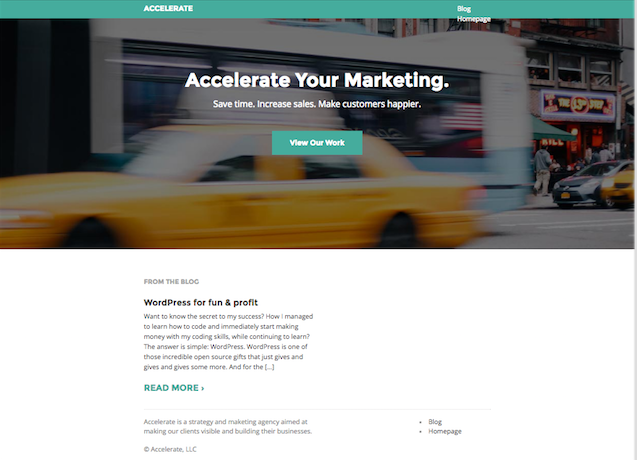 ACCELERATE
Blog
Homepage
Accelerate Your Marketing.
Save time. Increase sales. Make customers happier.
View Our Work
FROM THE BLOG
WordPress for fun & profit
Want to know the secret to my success? How I managed
to learn how to code and immediately start making
money with my coding skills, while continuing to learn?
The answer is simple: WordPress. WordPress is one of
those incredible open source gifts that just gives and
gives and gives some more. And for the [...]
READ MORE ›
Accelerate is a strategy and maketing agency aimed at
making our clients visible and building their businesses.
• Blog
• Homepage
© Accelerate, LLC